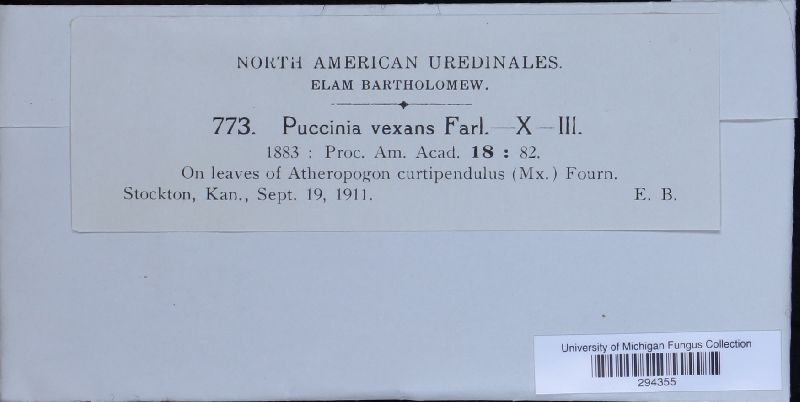 NORTH AMERICAN UREDINALES.
ELAM BARTHOLOMEW.
773. Puccinia vexans Farl.—X—III.
1883 : Proc. Am. Acad. 18 : 82.
On leaves of Atheropogon curtipendulus (Mx.) Fourn.
Stockton, Kan., Sept. 19, 1911. E. B.
University of Michigan Fungus Collection
294355